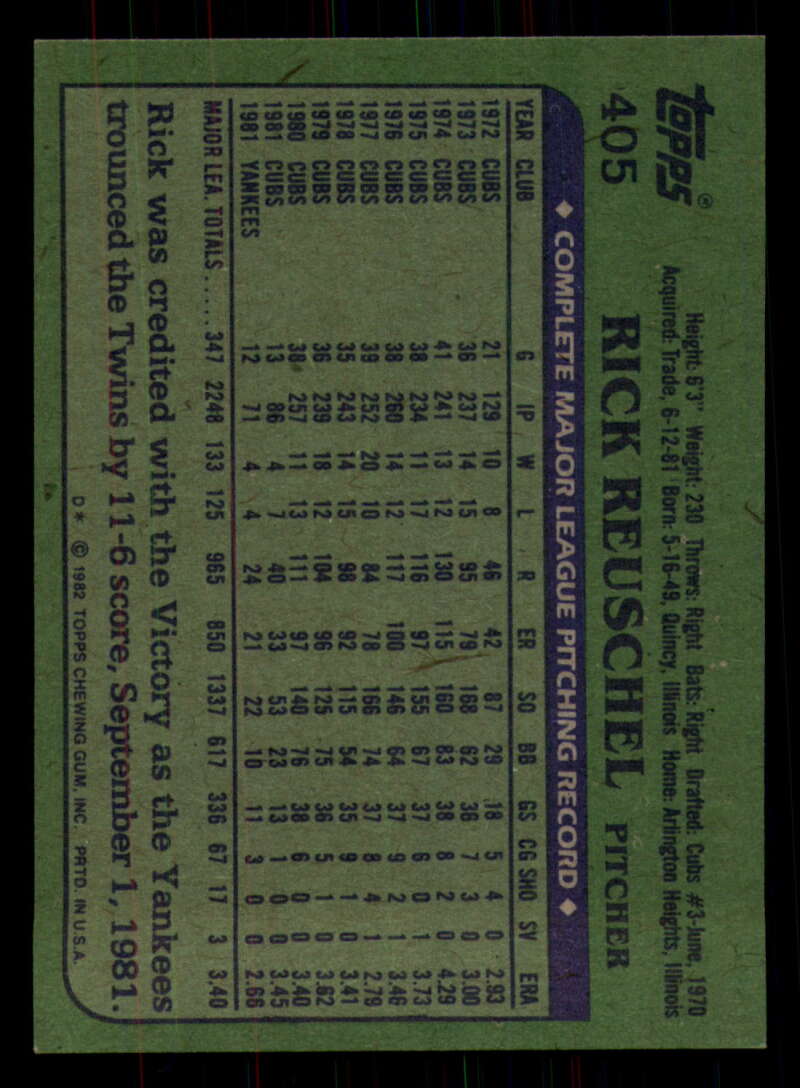 Topps®
405
Height: 6'3" Weight: 230 Throws: Right Bats: Right Drafted: Cubs #3-June, 1970
Acquired: Trade, 6-12-81 Born: 5-16-49, Quincy, Illinois Home: Arlington Heights, Illinois
RICK REUSCHEL PITCHER
◆ COMPLETE MAJOR LEAGUE PITCHING RECORD ◆
YEAR CLUB G IP W L R ER SO BB GS CG SHO SV ERA
1972 CUBS 21 129 10 8 46 42 87 29 18 5 4 0 2.93
1973 CUBS 36 237 14 15 95 79 168 62 36 7 3 0 3.00
1974 CUBS 41 241 13 12 130 115 160 83 38 8 2 0 4.29
1975 CUBS 38 234 11 17 116 97 155 67 37 6 0 1 3.73
1976 CUBS 38 260 14 12 117 100 146 64 37 9 2 1 3.46
1977 CUBS 39 252 20 10 84 78 166 74 37 8 4 1 2.79
1978 CUBS 35 243 14 15 98 92 115 54 35 9 1 0 3.41
1979 CUBS 36 239 18 12 104 96 125 75 36 5 1 0 3.62
1980 CUBS 38 257 11 13 111 97 140 76 38 6 0 0 3.40
1981 CUBS 13 86 4 7 40 33 53 23 13 1 0 0 3.45
1981 YANKEES 12 71 4 4 24 21 22 10 11 3 0 0 2.66
MAJOR LEA. TOTALS..... 347 2248 133 125 965 850 1337 617 336 67 17 3 3.40
Rick was credited with the Victory as the Yankees
trounced the Twins by 11-6 score, September 1, 1981.
D* © 1982 TOPPS CHEWING GUM, INC. PRTD. IN U.S.A.